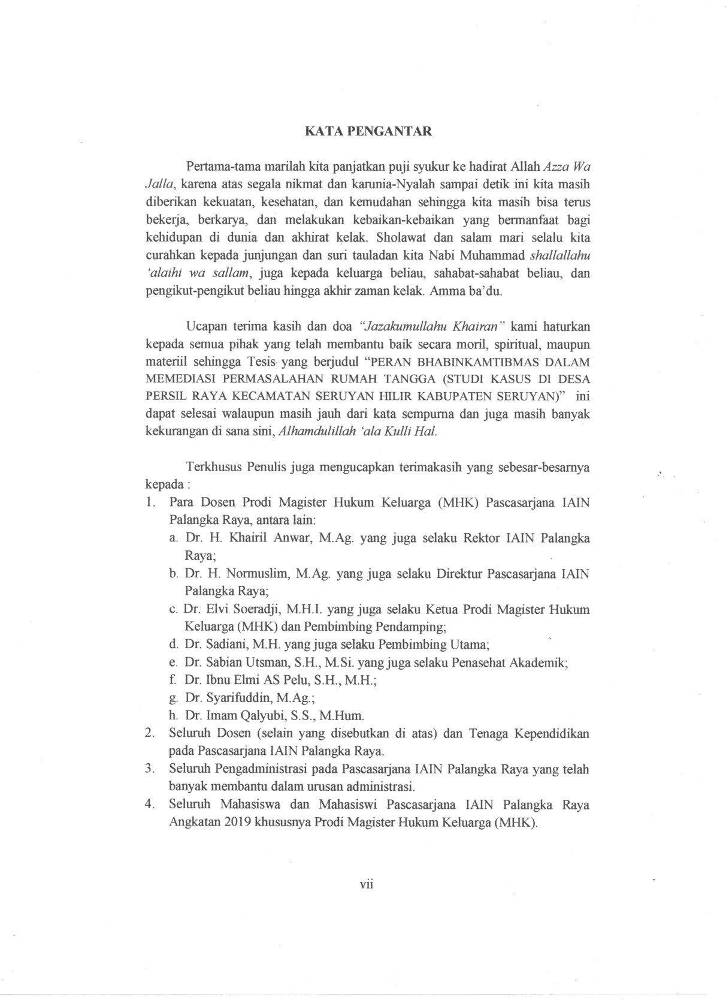 KATA PENGANTAR
Pertama-tama marilah kita panjatkan puji syukur ke hadirat Allah Azza Wa
Jalla, karena atas segala nikmat dan karunia-Nyalah sampai detik ini kita masih
diberikan kekuatan, kesehatan, dan kemudahan sehingga kita masih bisa terus
bekerja, berkarya, dan melakukan kebaikan-kebaikan yang bermanfaat bagi
kehidupan di dunia dan akhirat kelak. Sholawat dan salam mari selalu kita
curahkan kepada junjungan dan suri tauladan kita Nabi Muhammad shallallahu
‘alaihi wa sallam, juga kepada keluarga beliau, sahabat-sahabat beliau, dan
pengikut-pengikut beliau hingga akhir zaman kelak. Amma ba’du.
Ucapan terima kasih dan doa “Jazakumullahu Khairan” kami haturkan
kepada semua pihak yang telah membantu baik secara moril, spiritual, maupun
materiil sehingga Tesis yang berjudul “PERAN BHABINKAMTIBMAS DALAM
MEMEDIASI PERMASALAHAN RUMAH TANGGA (STUDI KASUS DI DESA
PERSIL RAYA KECAMATAN SERUYAN HILIR KABUPATEN SERUYAN)” ini
dapat selesai walaupun masih jauh dari kata sempurna dan juga masih banyak
kekurangan di sana sini, Alhamdulillah ‘ala Kulli Hal.
Terkhusus Penulis juga mengucapkan terimakasih yang sebesar-besarnya
kepada :
1. Para Dosen Prodi Magister Hukum Keluarga (MHK) Pascasarjana IAIN
Palangka Raya, antara lain:
a. Dr. H. Khairil Anwar, M.Ag. yang juga selaku Rektor IAIN Palangka
Raya;
b. Dr. H. Normuslim, M.Ag. yang juga selaku Direktur Pascasarjana IAIN
Palangka Raya;
c. Dr. Elvi Soeradji, M.H.I. yang juga selaku Ketua Prodi Magister Hukum
Keluarga (MHK) dan Pembimbing Pendamping;
d. Dr. Sadiani, M.H. yang juga selaku Pembimbing Utama;
e. Dr. Sabian Utsman, S.H., M.Si. yang juga selaku Penasehat Akademik;
f. Dr. Ibnu Elmi AS Pelu, S.H., M.H.;
g. Dr. Syarifuddin, M.Ag.;
h. Dr. Imam Qalyubi, S.S., M.Hum.
2. Seluruh Dosen (selain yang disebutkan di atas) dan Tenaga Kependidikan
pada Pascasarjana IAIN Palangka Raya.
3. Seluruh Pengadministrasi pada Pascasarjana IAIN Palangka Raya yang telah
banyak membantu dalam urusan administrasi.
4. Seluruh Mahasiswa dan Mahasiswi Pascasarjana IAIN Palangka Raya
Angkatan 2019 khususnya Prodi Magister Hukum Keluarga (MHK).
vii